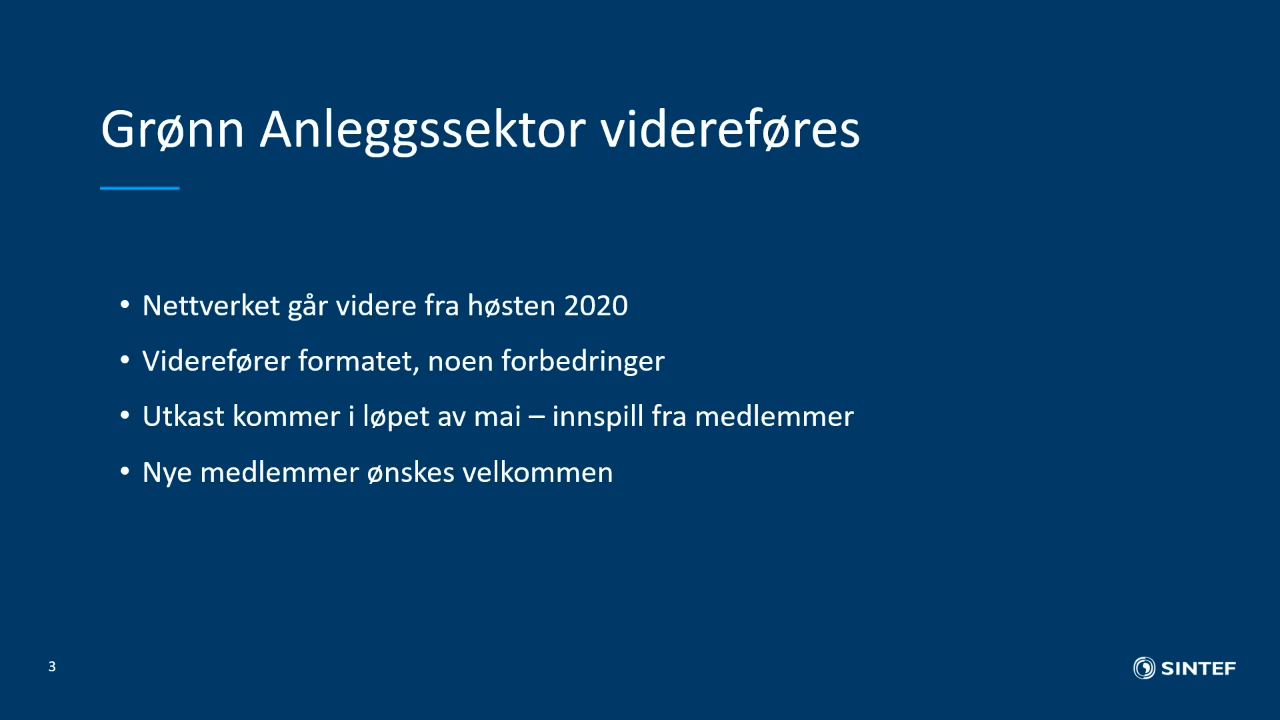 Grønn Anleggssektor videreføres
• Nettverket går videre fra høsten 2020
• Viderefører formatet, noen forbedringer
• Utkast kommer i løpet av mai – innspill fra medlemmer
• Nye medlemmer ønskes velkommen
3
SINTEF